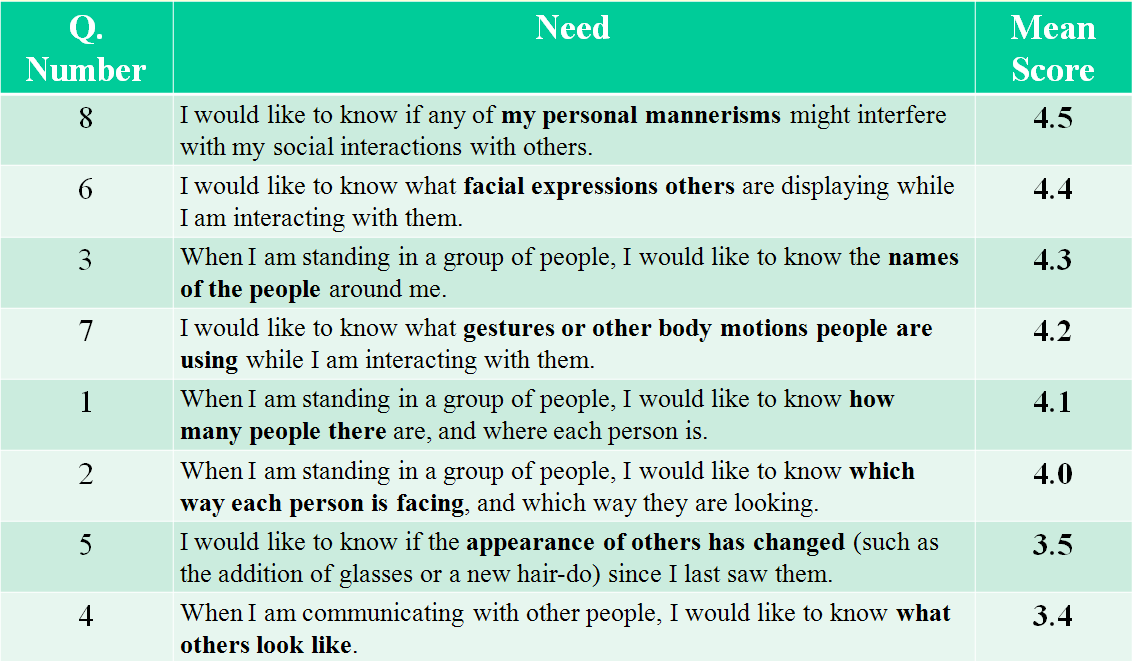 Q. Number
Need
Mean Score
8
I would like to know if any of my personal mannerisms might interfere
with my social interactions with others.
4.5
6
I would like to know what facial expressions others are displaying while
I am interacting with them.
4.4
3
When I am standing in a group of people, I would like to know the names
of the people around me.
4.3
7
I would like to know what gestures or other body motions people are
using while I am interacting with them.
4.2
1
When I am standing in a group of people, I would like to know how
many people there are, and where each person is.
4.1
2
When I am standing in a group of people, I would like to know which
way each person is facing, and which way they are looking.
4.0
5
I would like to know if the appearance of others has changed (such as
the addition of glasses or a new hair-do) since I last saw them.
3.5
4
When I am communicating with other people, I would like to know what
others look like.
3.4